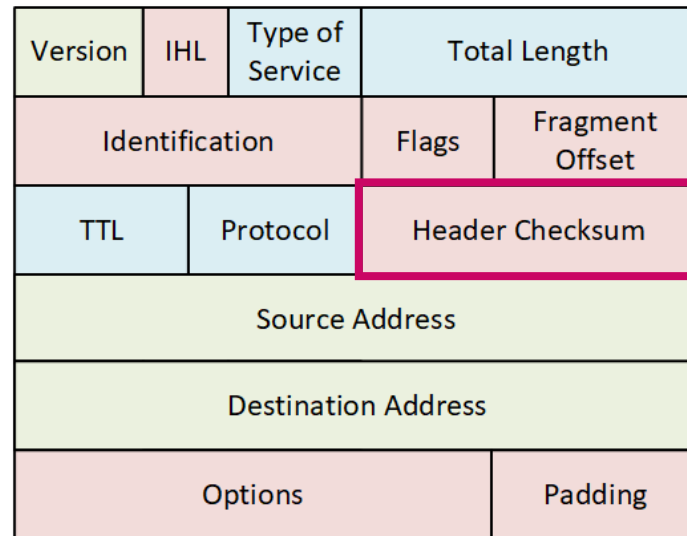 Version
IHL
Type of
Service
Total Length
Identification
Flags
Fragment
Offset
TTL
Protocol
Header Checksum
Source Address
Destination Address
Options
Padding